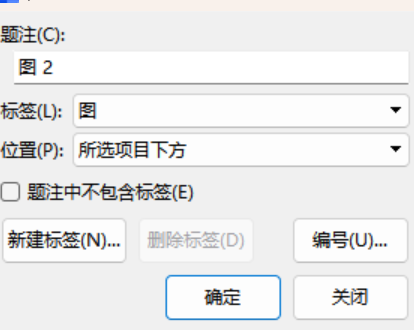 题注(C):
图 2
标签(L): 图
位置(P): 所选项目下方
题注中不包含标签(E)
新建标签(N)... 删除标签(D) 编号(U)...
确定 关闭